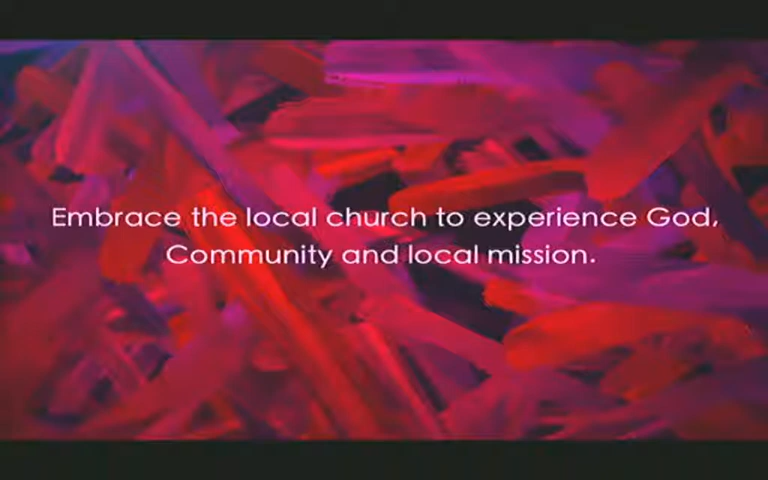 Embrace the local church to experience God,
Community and local mission.